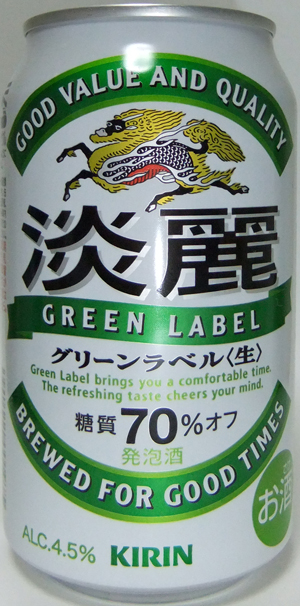 GOOD VALUE AND QUALITY
淡麗
GREEN LABEL
グリーンラベル〈生〉
Green Label brings you a comfortable time.
The refreshing taste cheers your mind.
糖質70%オフ
発泡酒
BREWED FOR GOOD TIMES
お酒
ALC.4.5% KIRIN